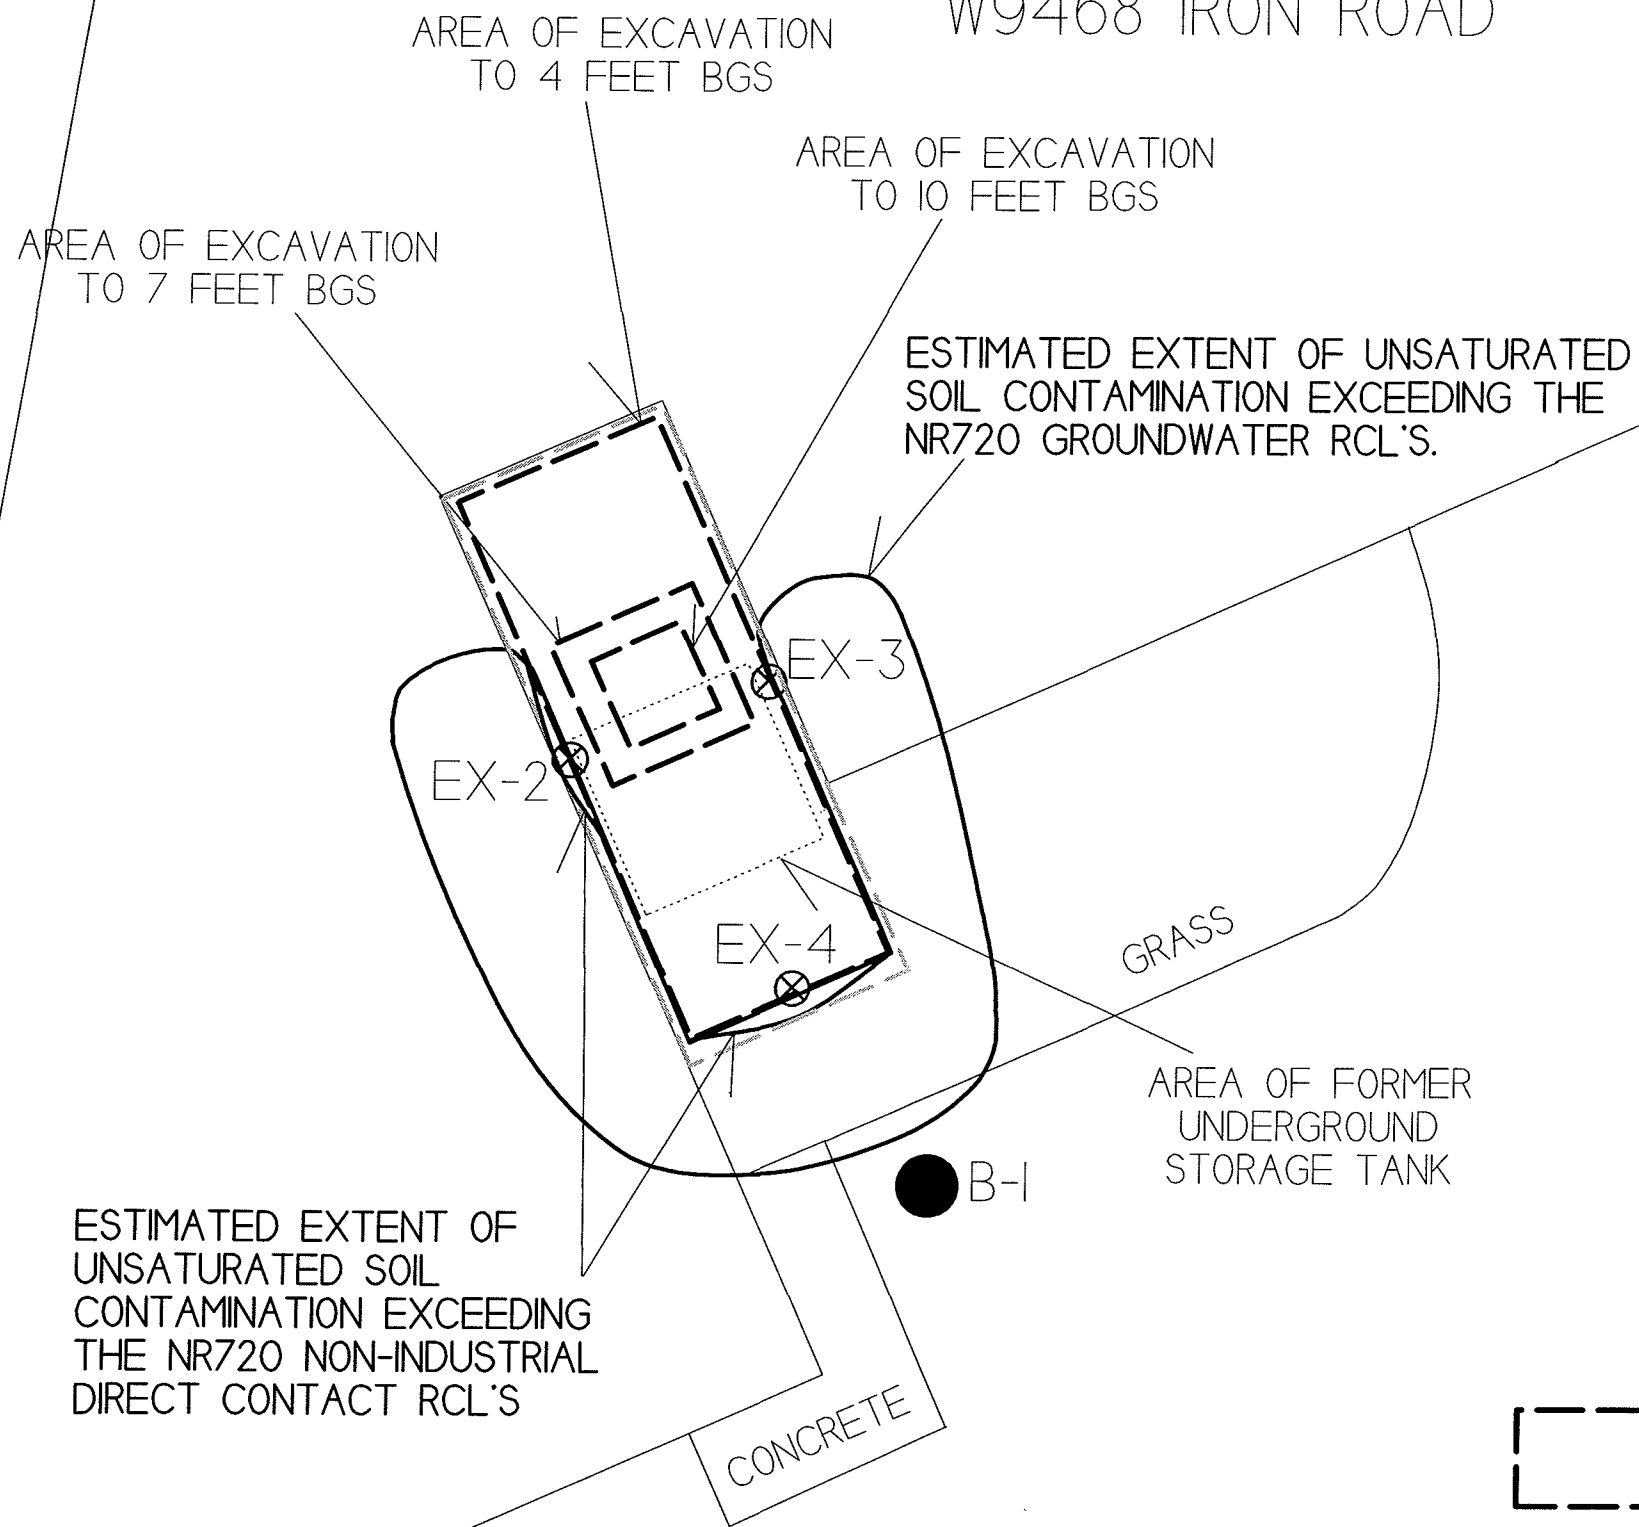 W9468 IRON ROAD
AREA OF EXCAVATION
TO 4 FEET BGS
AREA OF EXCAVATION
TO 10 FEET BGS
AREA OF EXCAVATION
TO 7 FEET BGS
ESTIMATED EXTENT OF UNSATURATED
SOIL CONTAMINATION EXCEEDING THE
NR720 GROUNDWATER RCL'S.
EX-3
EX-2
EX-4
GRASS
AREA OF FORMER
UNDERGROUND
STORAGE TANK
B-1
ESTIMATED EXTENT OF
UNSATURATED SOIL
CONTAMINATION EXCEEDING
THE NR720 NON-INDUSTRIAL
DIRECT CONTACT RCL'S
CONCRETE